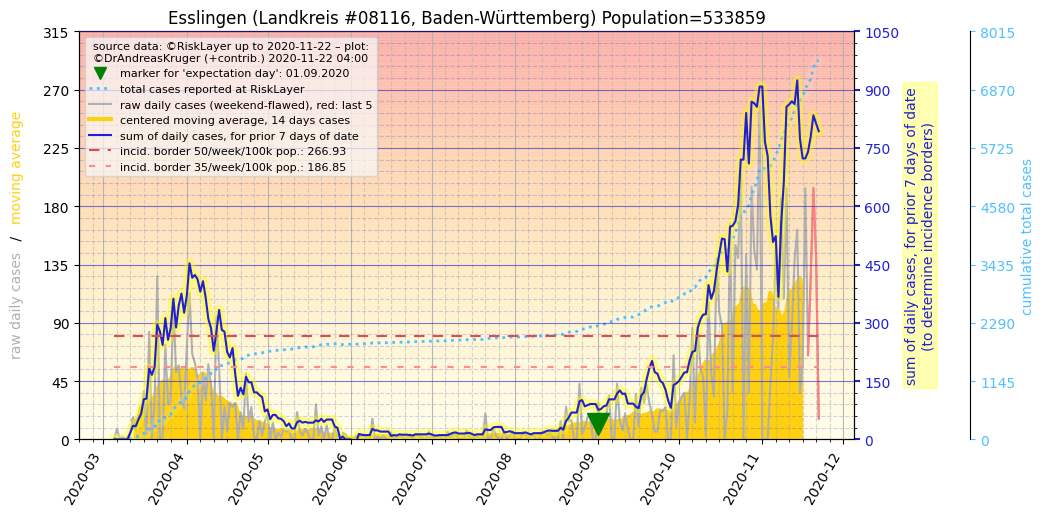 Esslingen (Landkreis #08116, Baden-Württemberg) Population=533859
source data: ©RiskLayer up to 2020-11-22 – plot:
©DrAndreasKruger (+contrib.) 2020-11-22 04:00
marker for 'expectation day': 01.09.2020
total cases reported at RiskLayer
raw daily cases (weekend-flawed), red: last 5
centered moving average, 14 days cases
sum of daily cases, for prior 7 days of date
incid. border 50/week/100k pop.: 266.93
incid. border 35/week/100k pop.: 186.85
raw daily cases / moving average
315
270
225
180
135
90
45
0
1050
900
750
600
450
300
150
0
sum of daily cases, for prior 7 days of date
(to determine incidence borders)
8015
6870
5725
4580
3435
2290
1145
0
cumulative total cases
2020-03
2020-04
2020-05
2020-06
2020-07
2020-08
2020-09
2020-10
2020-11
2020-12